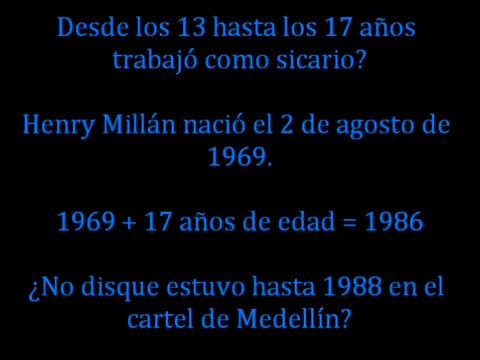 Desde los 13 hasta los 17 años
trabajó como sicario?
Henry Millán nació el 2 de agosto de
1969.
1969 + 17 años de edad = 1986
¿No disque estuvo hasta 1988 en el
cartel de Medellín?